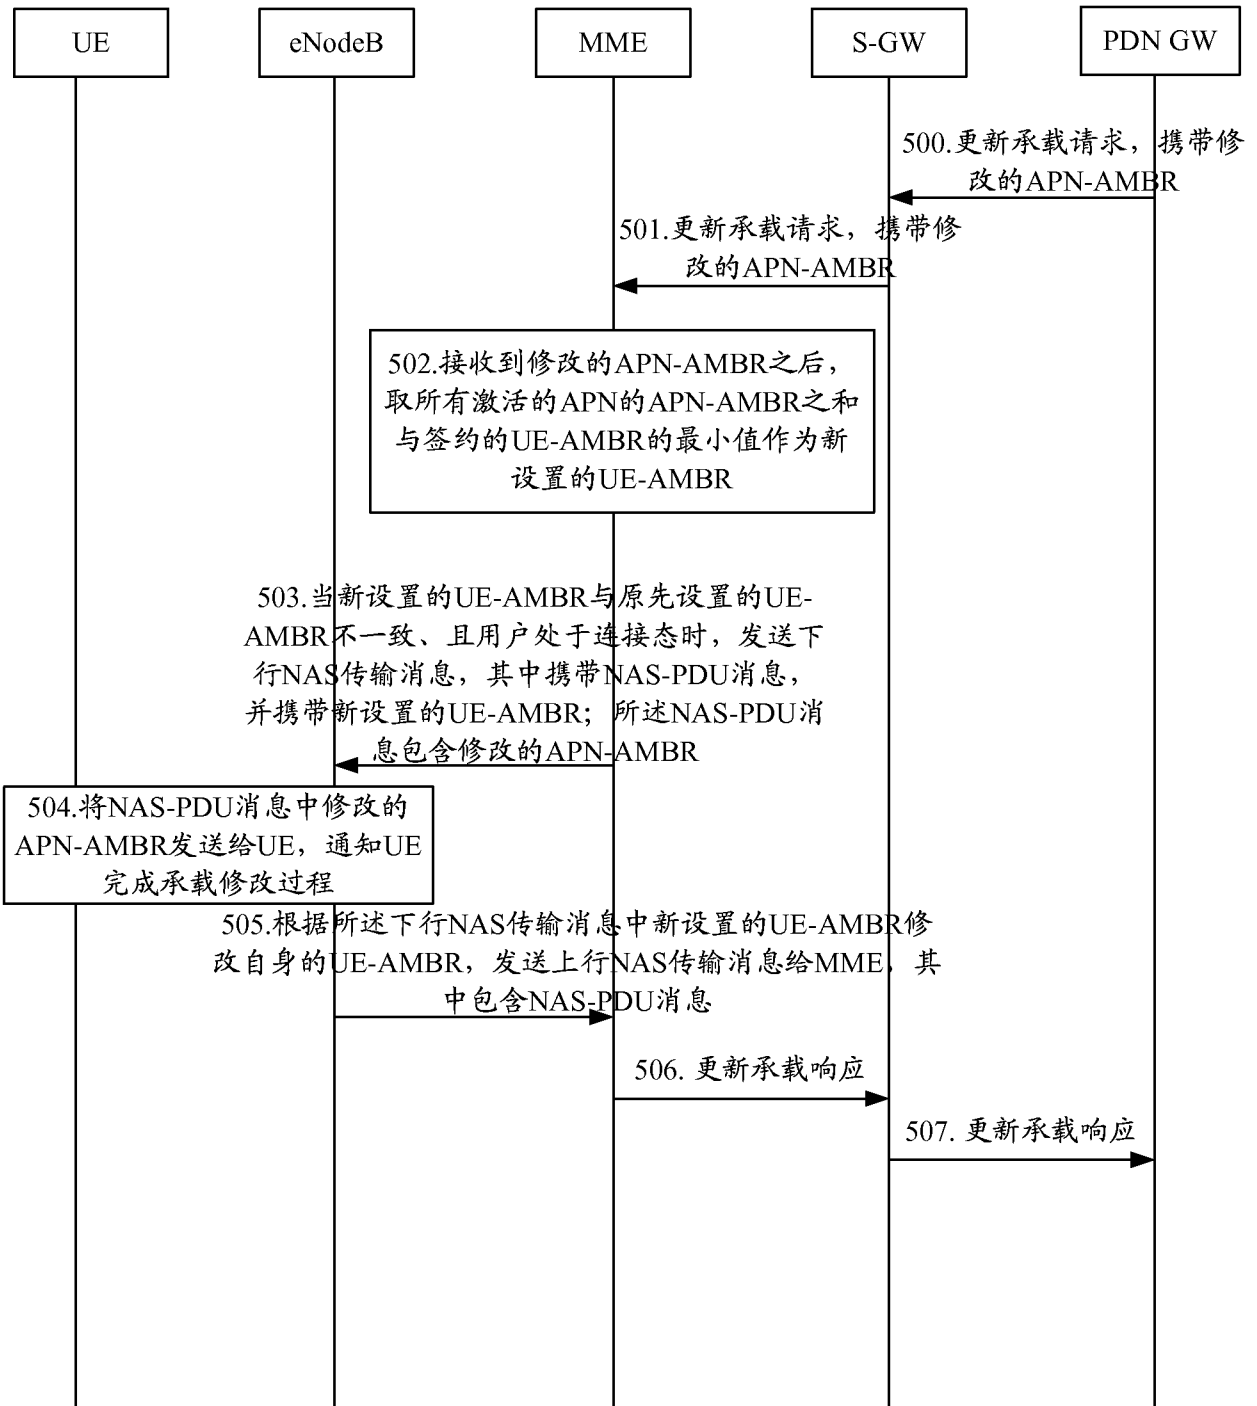 UE
eNodeB
MME
S-GW
PDN GW
500.更新承载请求，携带修
改的APN-AMBR
501.更新承载请求，携带修
改的APN-AMBR
502.接收到修改的APN-AMBR之后，
取所有激活的APN的APN-AMBR之和
与签约的UE-AMBR的最小值作为新
设置的UE-AMBR
503.当新设置的UE-AMBR与原先设置的UE-
AMBR不一致、且用户处于连接态时，发送下
行NAS传输消息，其中携带NAS-PDU消息，
并携带新设置的UE-AMBR；所述NAS-PDU消
息包含修改的APN-AMBR
504.将NAS-PDU消息中修改的
APN-AMBR发送给UE，通知UE
完成承载修改过程
505.根据所述下行NAS传输消息中新设置的UE-AMBR修
改自身的UE-AMBR，发送上行NAS传输消息给MME，其
中包含NAS-PDU消息
506. 更新承载响应
507. 更新承载响应